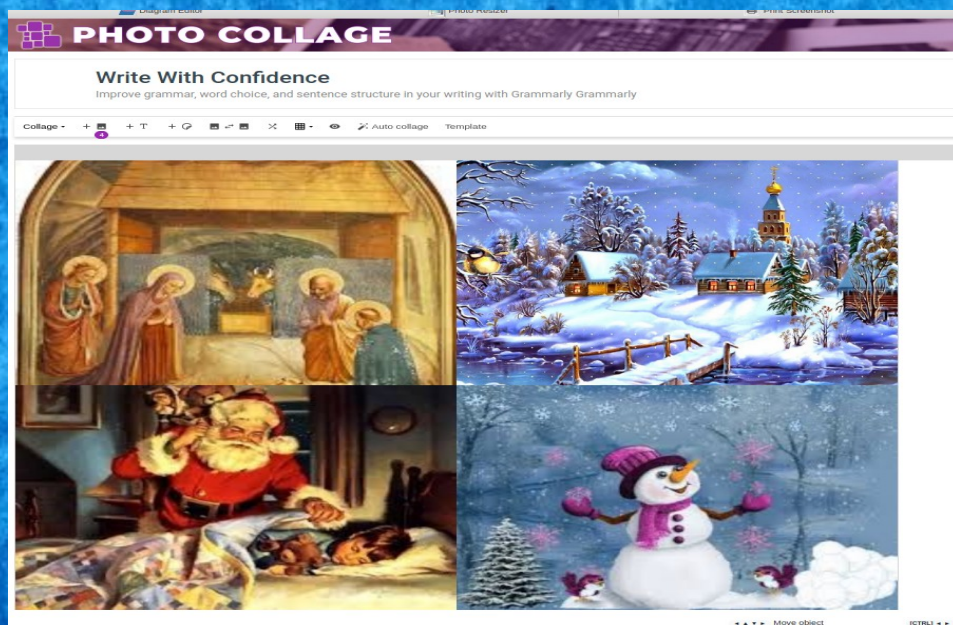 Diagram Editor Photo Resizer Print Screenshot
PHOTO COLLAGE
Write With Confidence
Improve grammar, word choice, and sentence structure in your writing with Grammarly Grammarly
Collage + + T + Auto collage Template
4
Move object [CTRL]